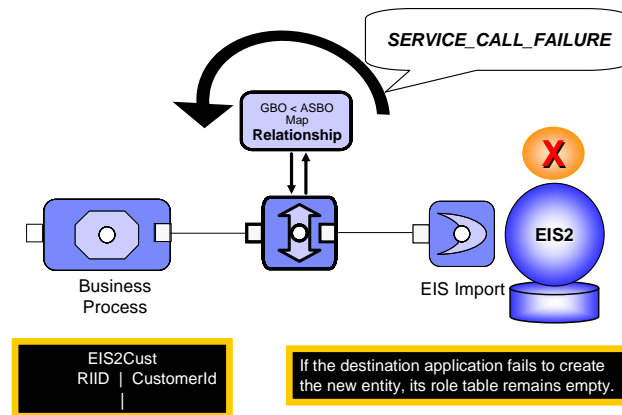 SERVICE_CALL_FAILURE
GBO < ASBO
Map
Relationship
X
EIS2
Business
Process
EIS Import
EIS2Cust
RIID | CustomerId
|
If the destination application fails to create
the new entity, its role table remains empty.